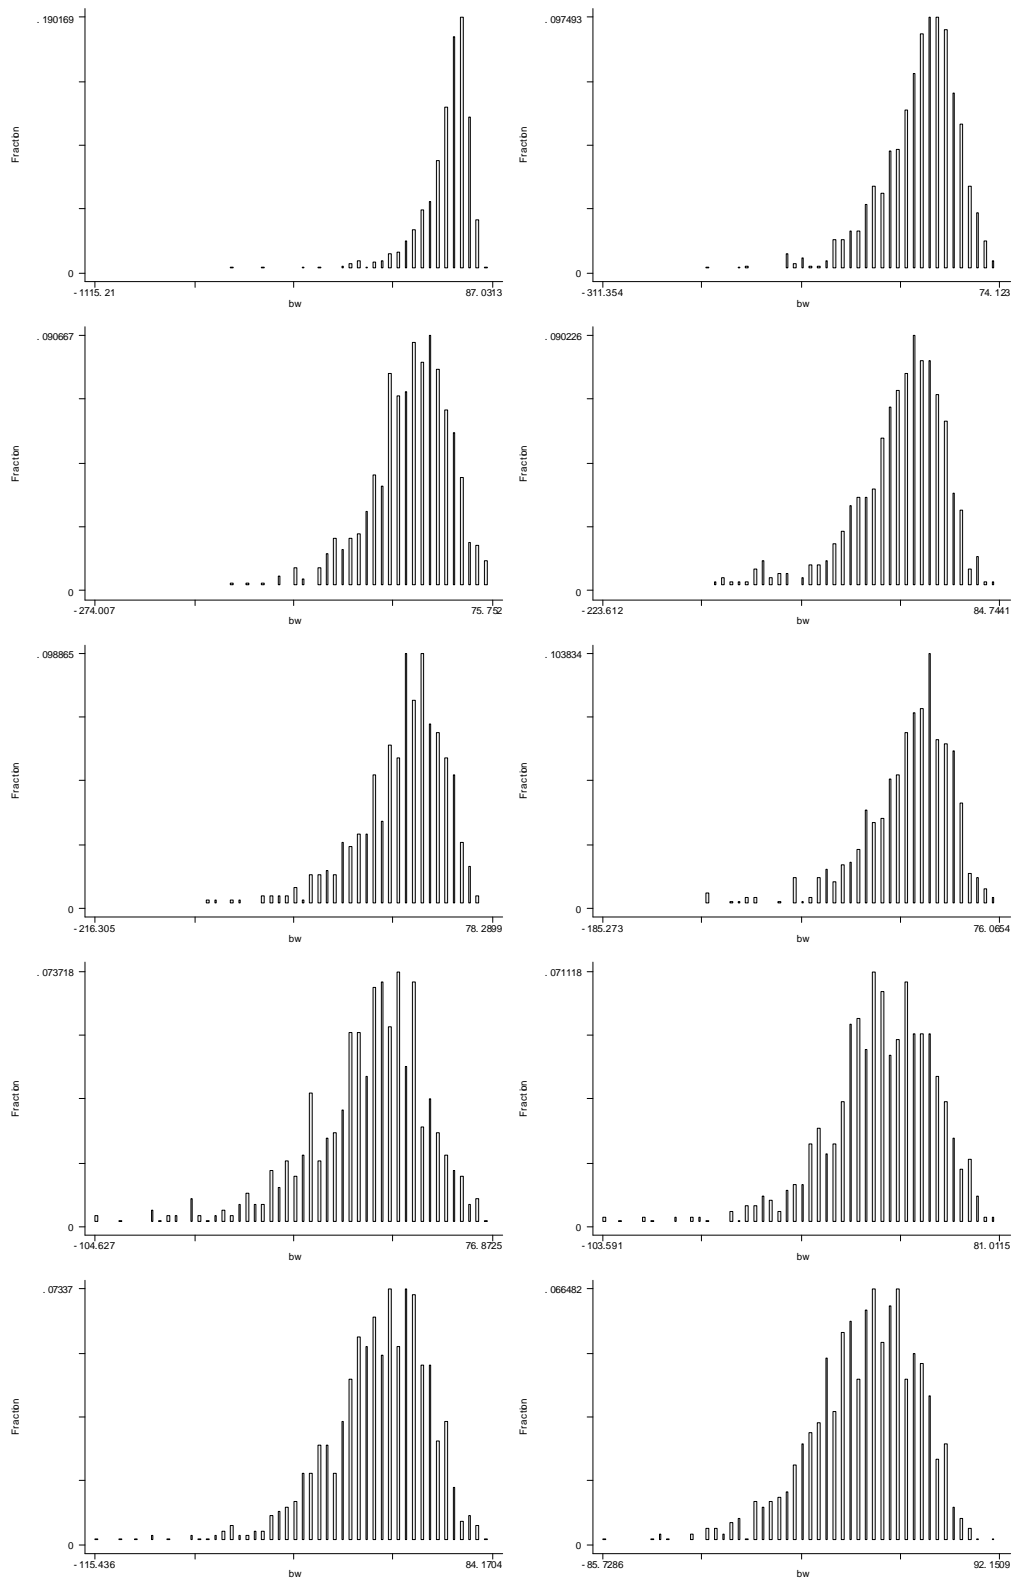 . 190169
Fraction
0
- 1115. 21
87. 0313
bw
. 097493
Fraction
0
- 311.354
74. 123
bw
. 090667
Fraction
0
- 274.007
75. 752
bw
. 090226
Fraction
0
- 223.612
84. 7441
bw
. 098865
Fraction
0
- 216.305
78. 2899
bw
. 103834
Fraction
0
- 185.273
76. 0654
bw
. 073718
Fraction
0
- 104.627
76. 8725
bw
. 071118
Fraction
0
- 103.591
81. 0115
bw
. 07337
Fraction
0
- 115.436
84. 1704
bw
. 066482
Fraction
0
- 85. 7286
92. 1509
bw